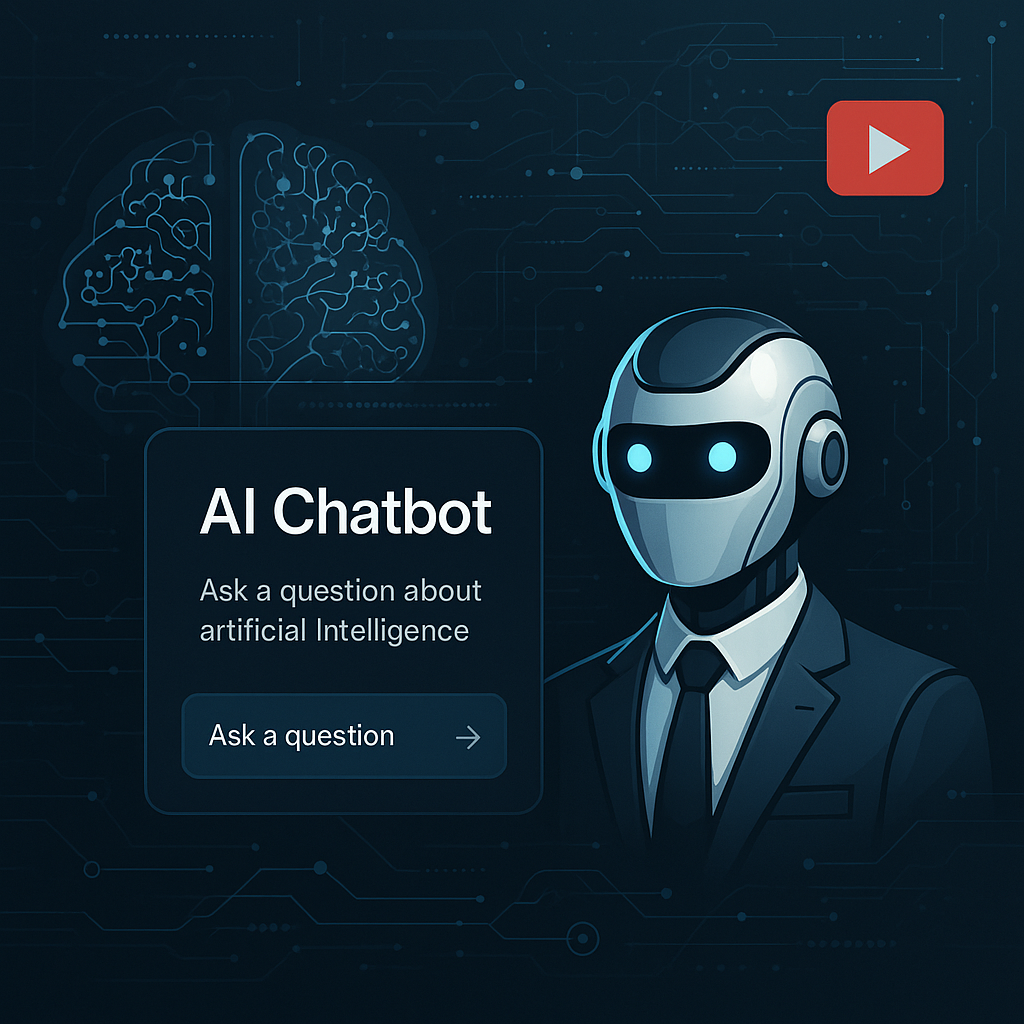 AI Chatbot
Ask a question about
artificial Intelligence
Ask a question